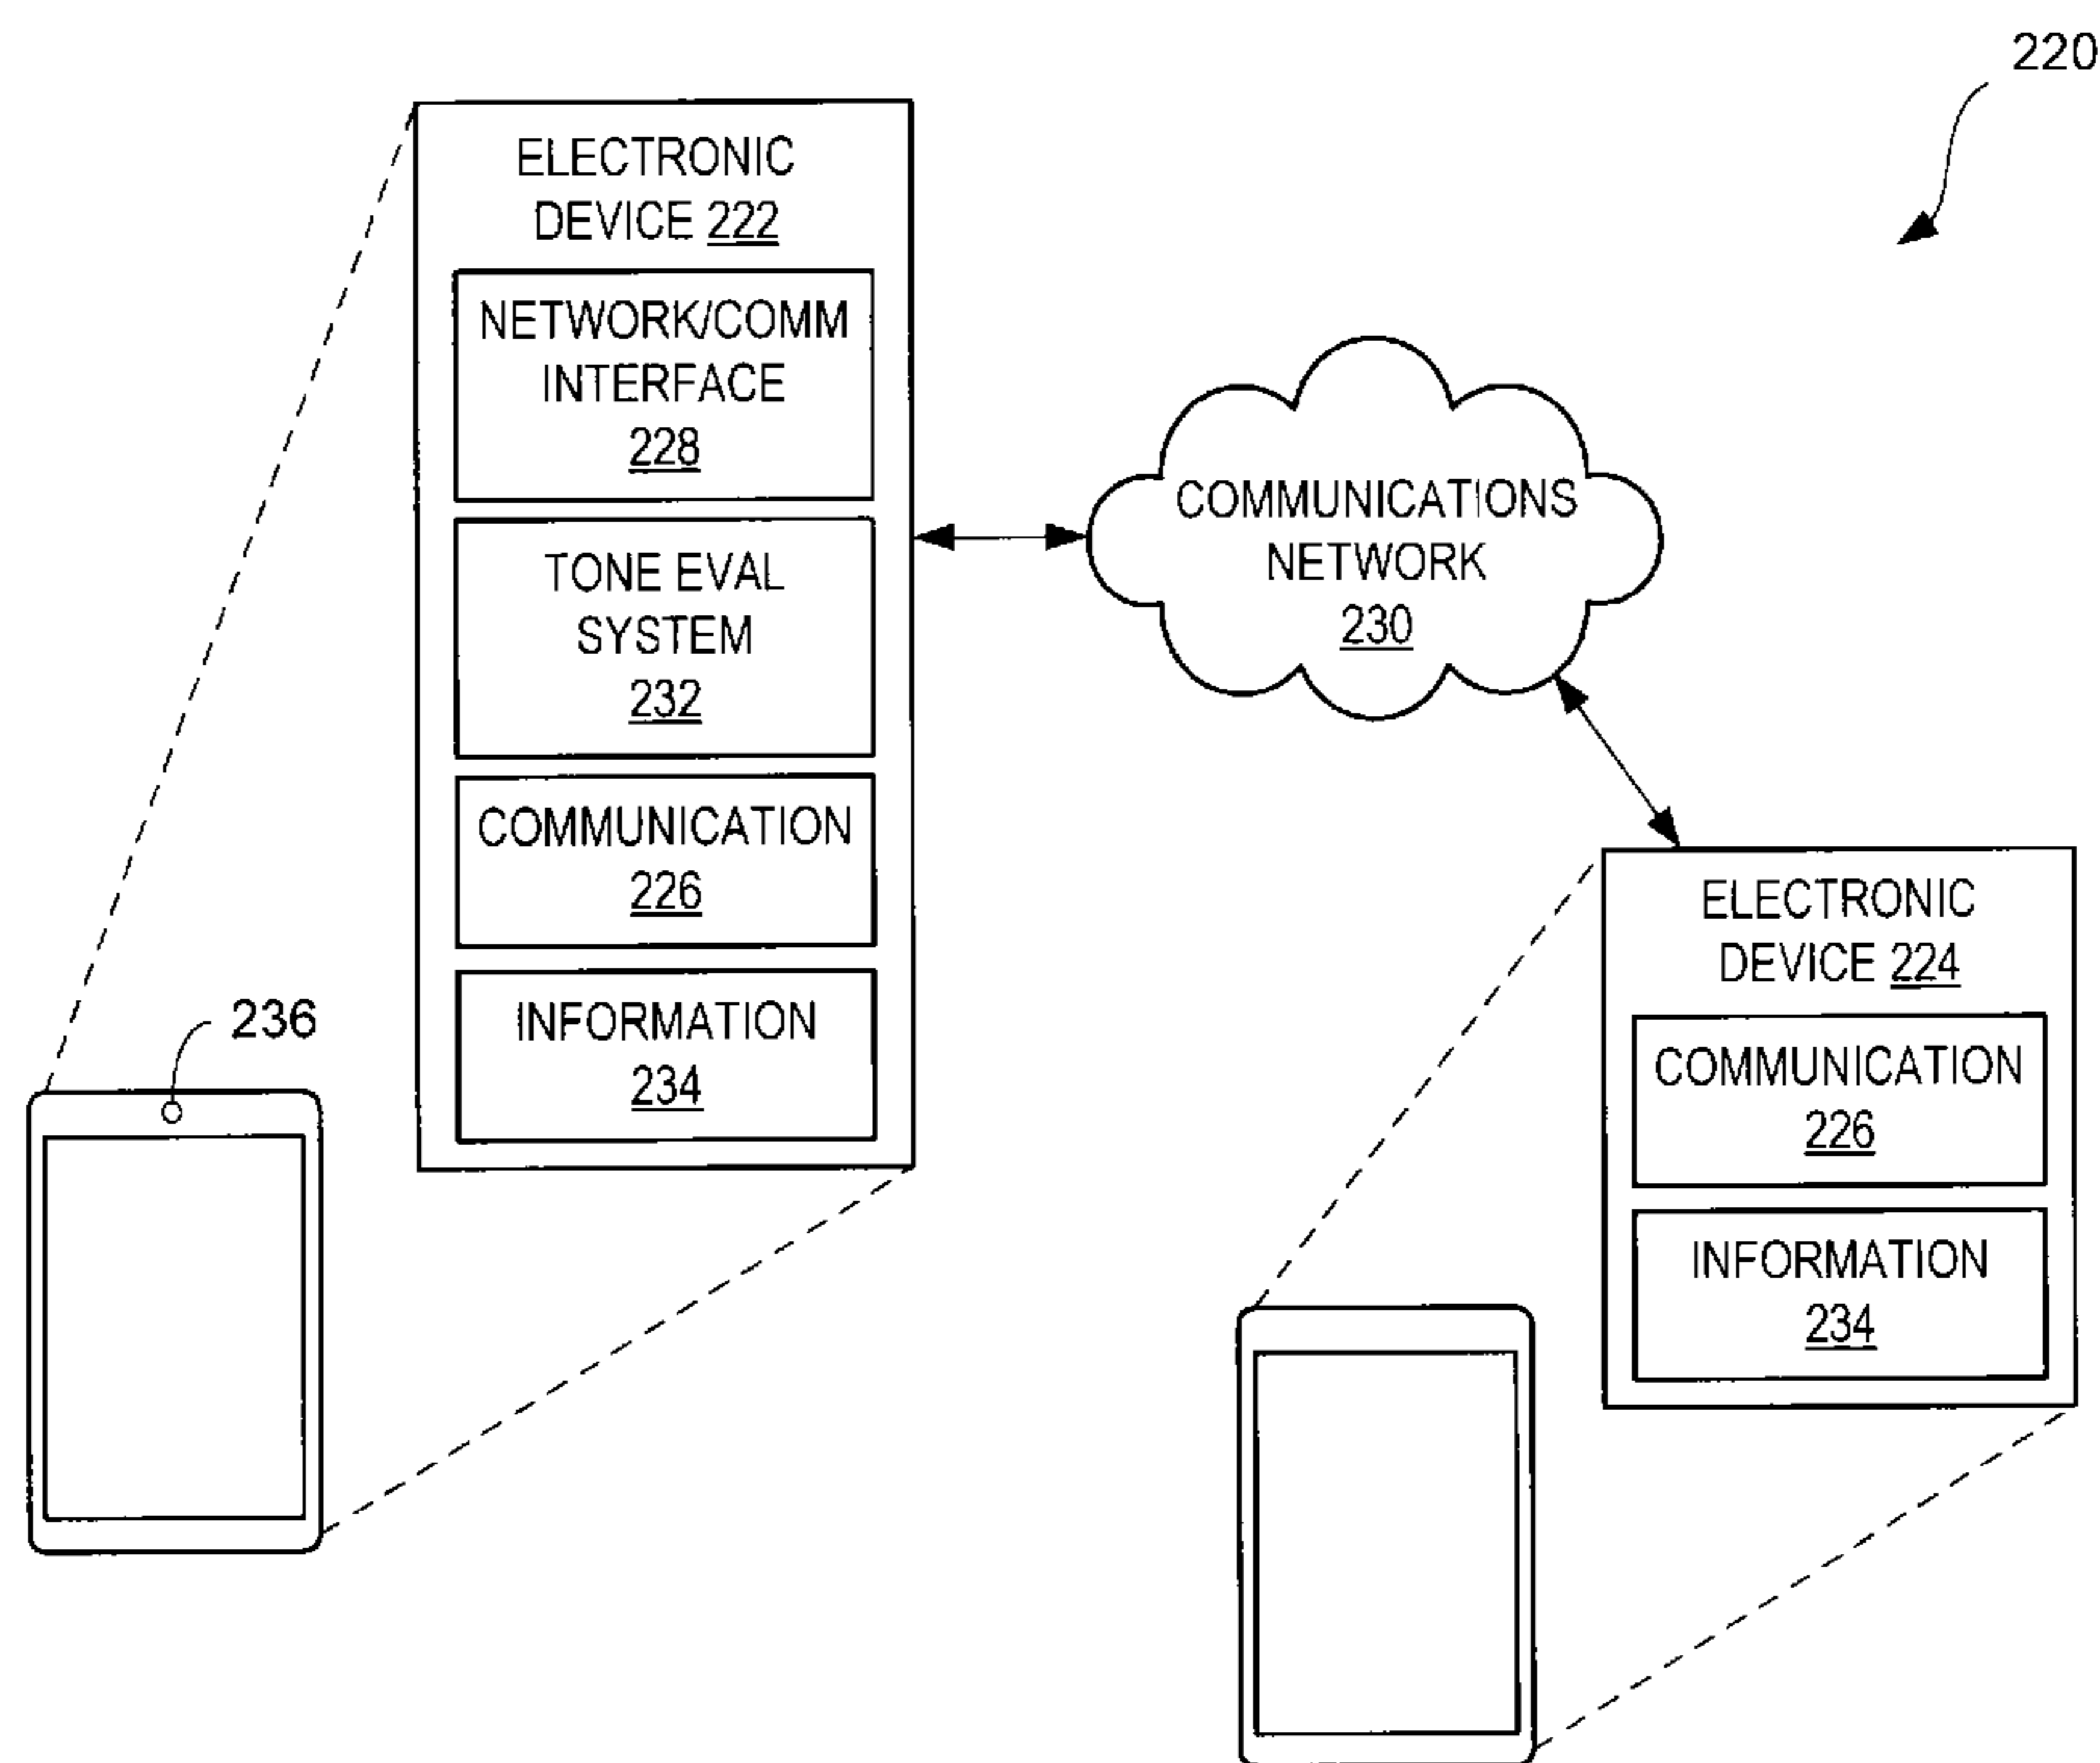 220
ELECTRONIC
DEVICE 222
NETWORK/COMM
INTERFACE
228
TONE EVAL
SYSTEM
232
COMMUNICATION
226
INFORMATION
234
236
COMMUNICATIONS
NETWORK
230
ELECTRONIC
DEVICE 224
COMMUNICATION
226
INFORMATION
234